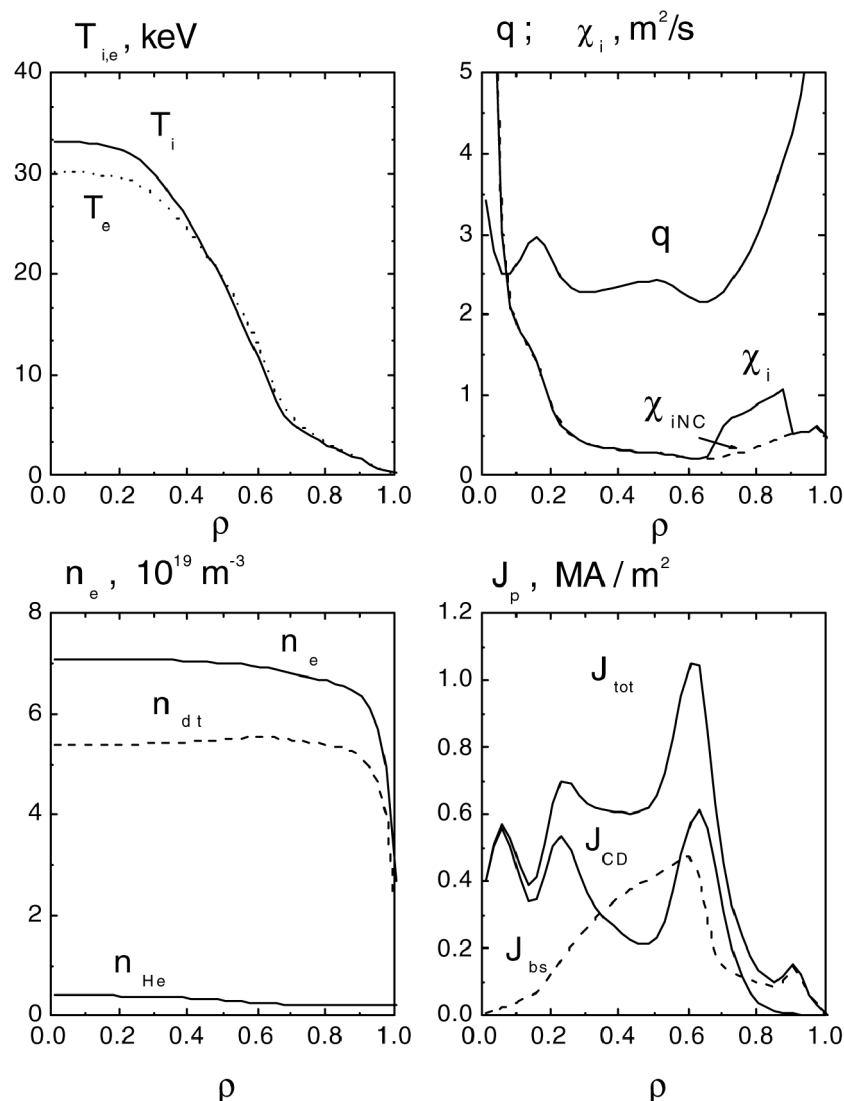 T i,e , keV
q ; χ i , m²/s
T i
T e
40
30
20
10
0
0.0 0.2 0.4 0.6 0.8 1.0
ρ
5
4
3
2
1
0
q
χ i
χ iNC
0.0 0.2 0.4 0.6 0.8 1.0
ρ
n e , 10¹⁹ m⁻³
J p , MA / m²
8
6
4
2
0
n e
n d t
n He
0.0 0.2 0.4 0.6 0.8 1.0
ρ
1.2
1.0
0.8
0.6
0.4
0.2
0.0
J tot
J CD
J bs
0.0 0.2 0.4 0.6 0.8 1.0
ρ